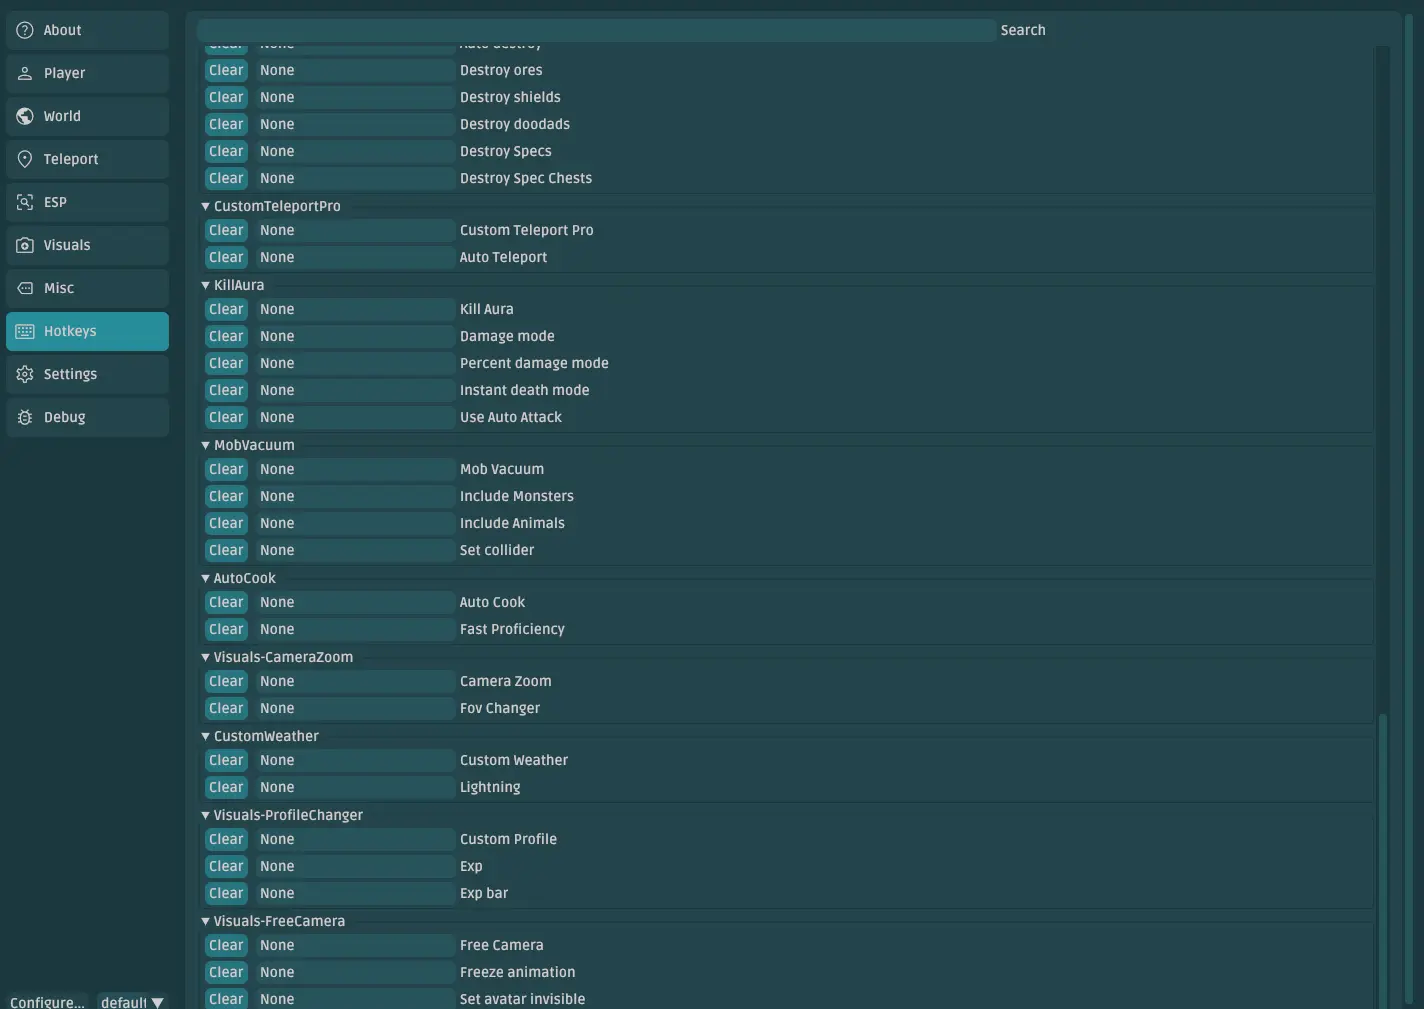 About
Player
World
Teleport
ESP
Visuals
Misc
Hotkeys
Settings
Debug
Configure...
default
Search
Clear None Auto destroy
Clear None Destroy ores
Clear None Destroy shields
Clear None Destroy doodads
Clear None Destroy Specs
Clear None Destroy Spec Chests
CustomTeleportPro
Clear None Custom Teleport Pro
Clear None Auto Teleport
KillAura
Clear None Kill Aura
Clear None Damage mode
Clear None Percent damage mode
Clear None Instant death mode
Clear None Use Auto Attack
MobVacuum
Clear None Mob Vacuum
Clear None Include Monsters
Clear None Include Animals
Clear None Set collider
AutoCook
Clear None Auto Cook
Clear None Fast Proficiency
Visuals-CameraZoom
Clear None Camera Zoom
Clear None Fov Changer
CustomWeather
Clear None Custom Weather
Clear None Lightning
Visuals-ProfileChanger
Clear None Custom Profile
Clear None Exp
Clear None Exp bar
Visuals-FreeCamera
Clear None Free Camera
Clear None Freeze animation
Clear None Set avatar invisible